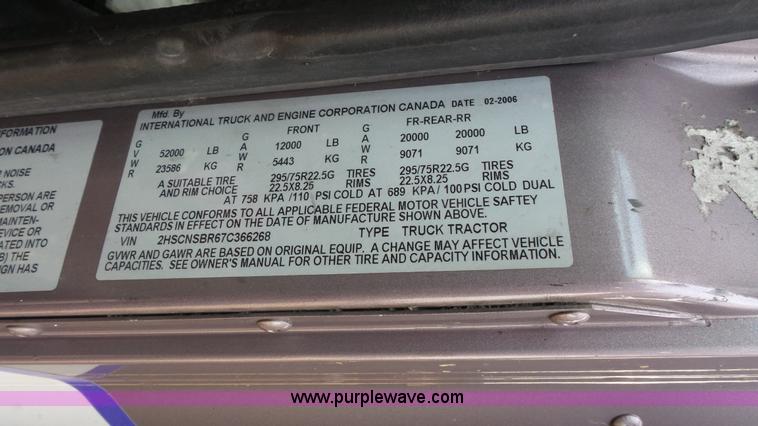 Mfd. By
INTERNATIONAL TRUCK AND ENGINE CORPORATION CANADA DATE 02-2006
G G FRONT G FR-REAR-RR
V 52000 LB A 12000 LB A 20000 20000 LB
W 23586 KG W 5443 KG W 9071 9071 KG
R R R
A SUITABLE TIRE 295/75R22.5G TIRES 295/75R22.5G TIRES
AND RIM CHOICE 22.5X8.25 RIMS 22.5X8.25 RIMS
AT 758 KPA /110 PSI COLD AT 689 KPA / 100 PSI COLD DUAL
THIS VEHICLE CONFORMS TO ALL APPLICABLE FEDERAL MOTOR VEHICLE SAFTEY
STANDARDS IN EFFECT ON THE DATE OF MANUFACTURE SHOWN ABOVE.
VIN 2HSCNSBR67C366268 TYPE TRUCK TRACTOR
GVWR AND GAWR ARE BASED ON ORIGINAL EQUIP. A CHANGE MAY AFFECT VEHICLE
CAPACITIES. SEE OWNER'S MANUAL FOR OTHER TIRE AND CAPACITY INFORMATION.
FORMATION
ON CANADA
NOISE
KS.
PERSON ARE
REMOVAL OR
MAINTEN-
EVICE OR
ATED INTO
B) THE
IGN HAS
www.purplewave.com